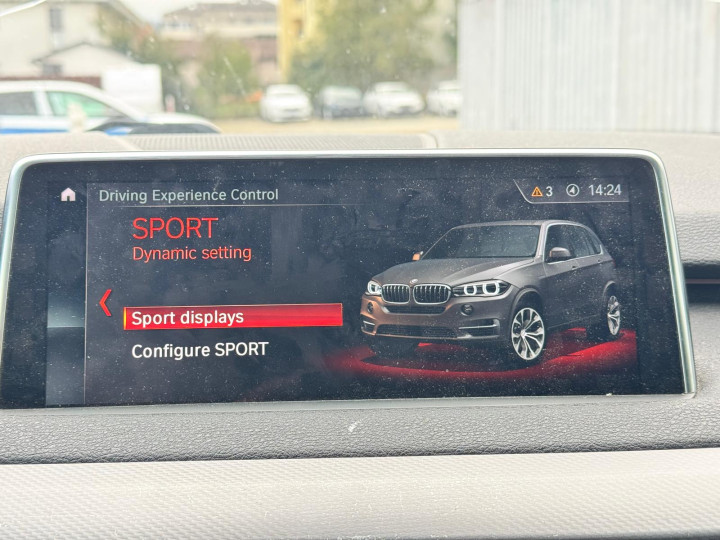 Driving Experience Control
3
14:24
SPORT
Dynamic setting
Sport displays
Configure SPORT